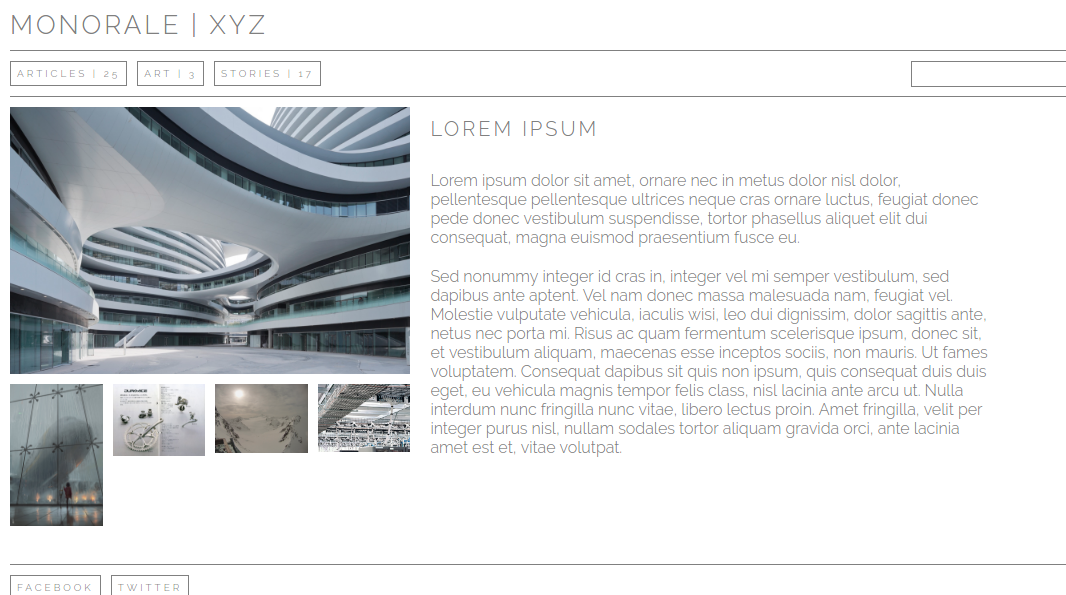 MONORALE | XYZ
ARTICLES | 25
ART | 3
STORIES | 17
LOREM IPSUM
Lorem ipsum dolor sit amet, ornare nec in metus dolor nisl dolor,
pellentesque pellentesque ultrices neque cras ornare luctus, feugiat donec
pede donec vestibulum suspendisse, tortor phasellus aliquet elit dui
consequat, magna euismod praesentium fusce eu.
Sed nonummy integer id cras in, integer vel mi semper vestibulum, sed
dapibus ante aptent. Vel nam donec massa malesuada nam, feugiat vel.
Molestie vulputate vehicula, iaculis wisi, leo dui dignissim, dolor sagittis ante,
netus nec porta mi. Risus ac quam fermentum scelerisque ipsum, donec sit,
et vestibulum aliquam, maecenas esse inceptos sociis, non mauris. Ut fames
voluptatem. Consequat dapibus sit quis non ipsum, quis consequat duis duis
eget, eu vehicula magnis tempor felis class, nisl lacinia ante arcu ut. Nulla
interdum nunc fringilla nunc vitae, libero lectus proin. Amet fringilla, velit per
integer purus nisl, nullam sodales tortor aliquam gravida orci, ante lacinia
amet est et, vitae volutpat.
FACEBOOK
TWITTER